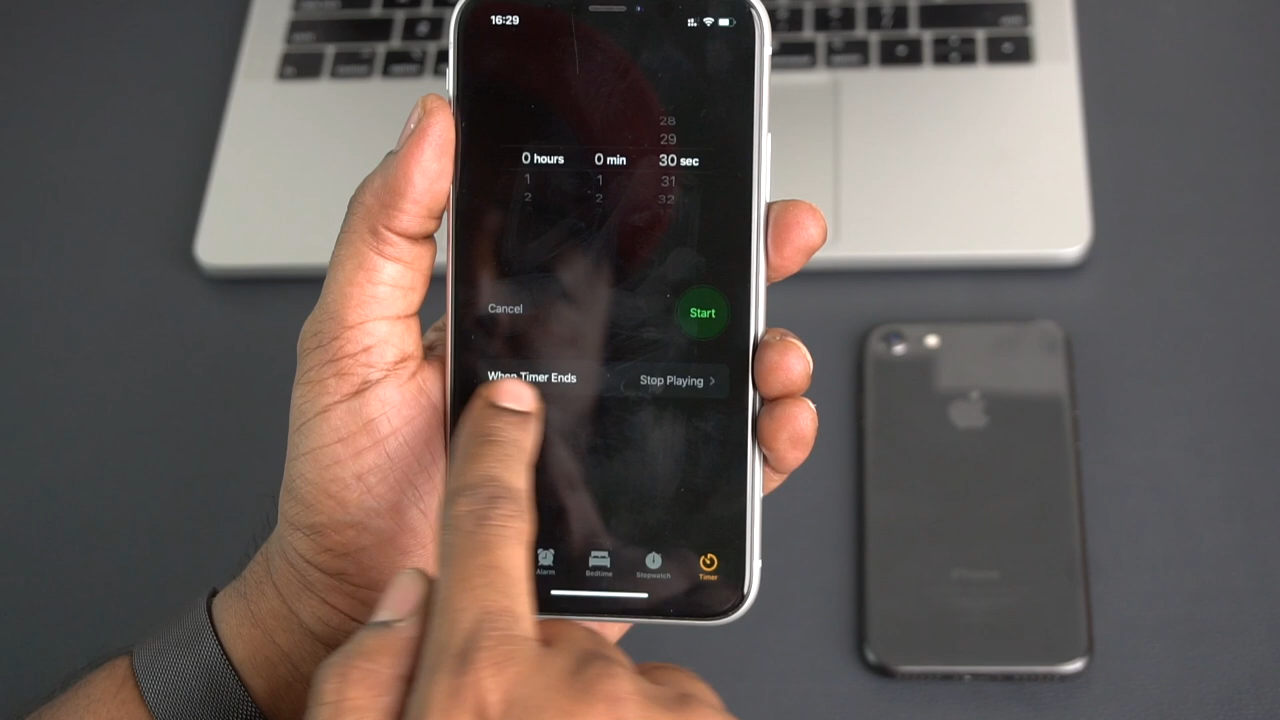 16:29
28
29
0 hours 0 min 30 sec
1 1 31
2 2 32
Cancel Start
When Timer Ends Stop Playing
Alarm Bedtime Stopwatch Timer
iPhone